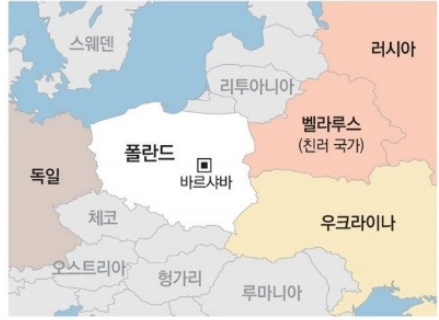 스웨덴
러시아
리투아니아
벨라루스
(친러 국가)
폴란드
바르샤바
독일
체코
우크라이나
오스트리아
헝가리
루마니아